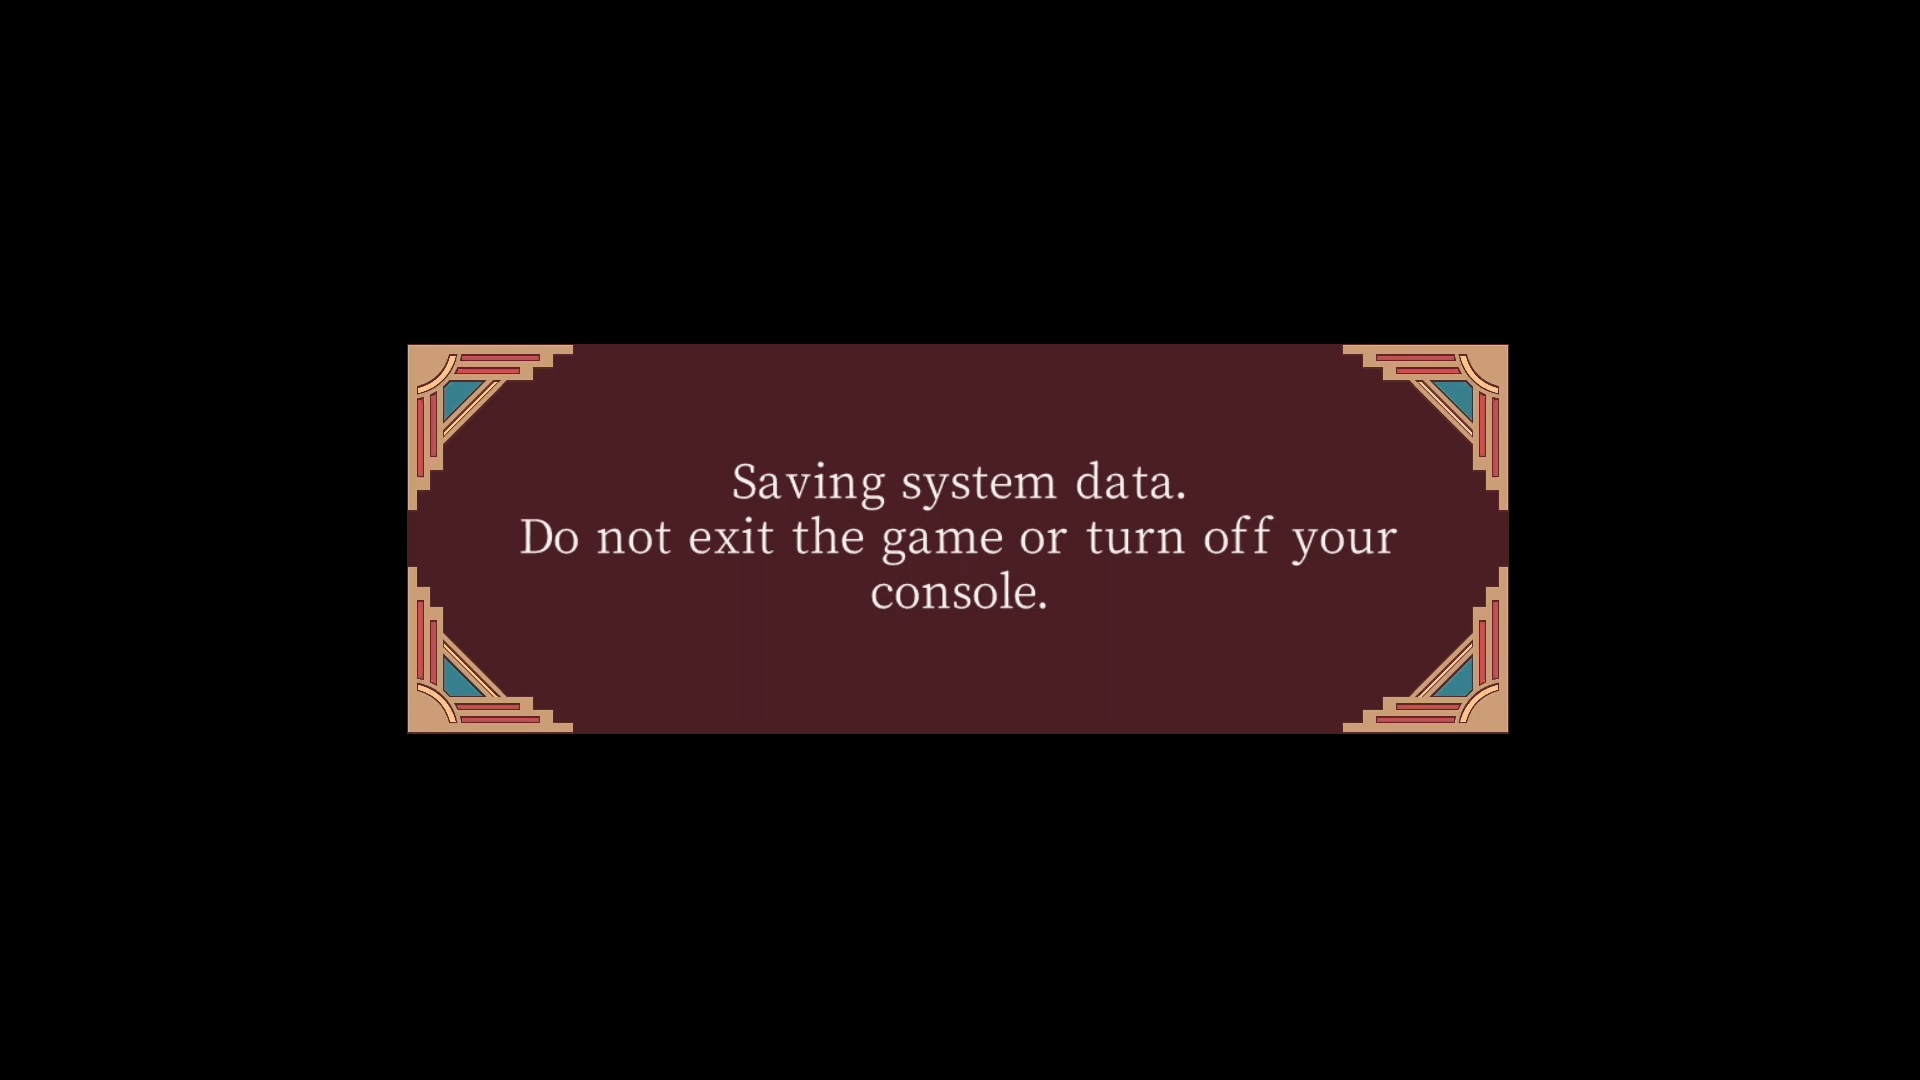 Saving system data.
Do not exit the game or turn off your
console.